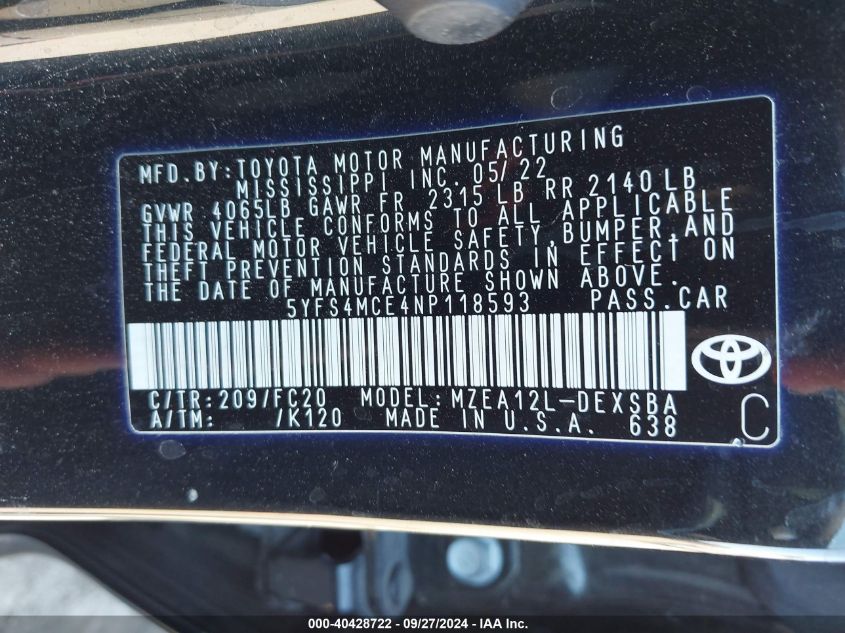 MFD.BY:TOYOTA MOTOR MANUFACTURING
MISSISSIPPI INC. 05/22
GVWR 4065LB GAWR FR 2315 LB RR 2140LB
THIS VEHICLE CONFORMS TO ALL APPLICABLE
FEDERAL MOTOR VEHICLE SAFETY,BUMPER,AND
THEFT PREVENTION STANDARDS IN EFFECT ON
THE DATE OF MANUFACTURE SHOWN ABOVE.
5YFS4MCE4NP118593 PASS.CAR
C/TR:209/FC20 MODEL:MZEA12L-DEXSBA
A/TM: /K120 MADE IN U.S.A. 638
.C
000-40428722 - 09/27/2024 - IAA Inc.